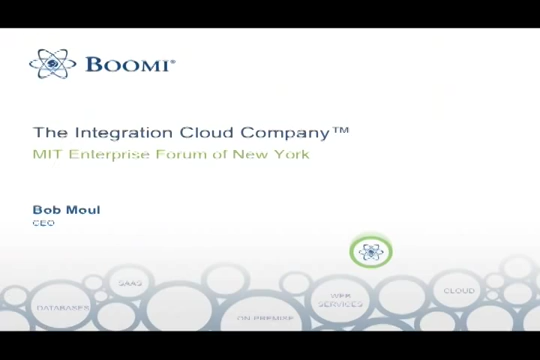 BOOMI®
The Integration Cloud Company™
MIT Enterprise Forum of New York
Bob Moul
CEO
SAAS
DATABASES
ON PREMISE
WEB
SERVICES
CLOUD